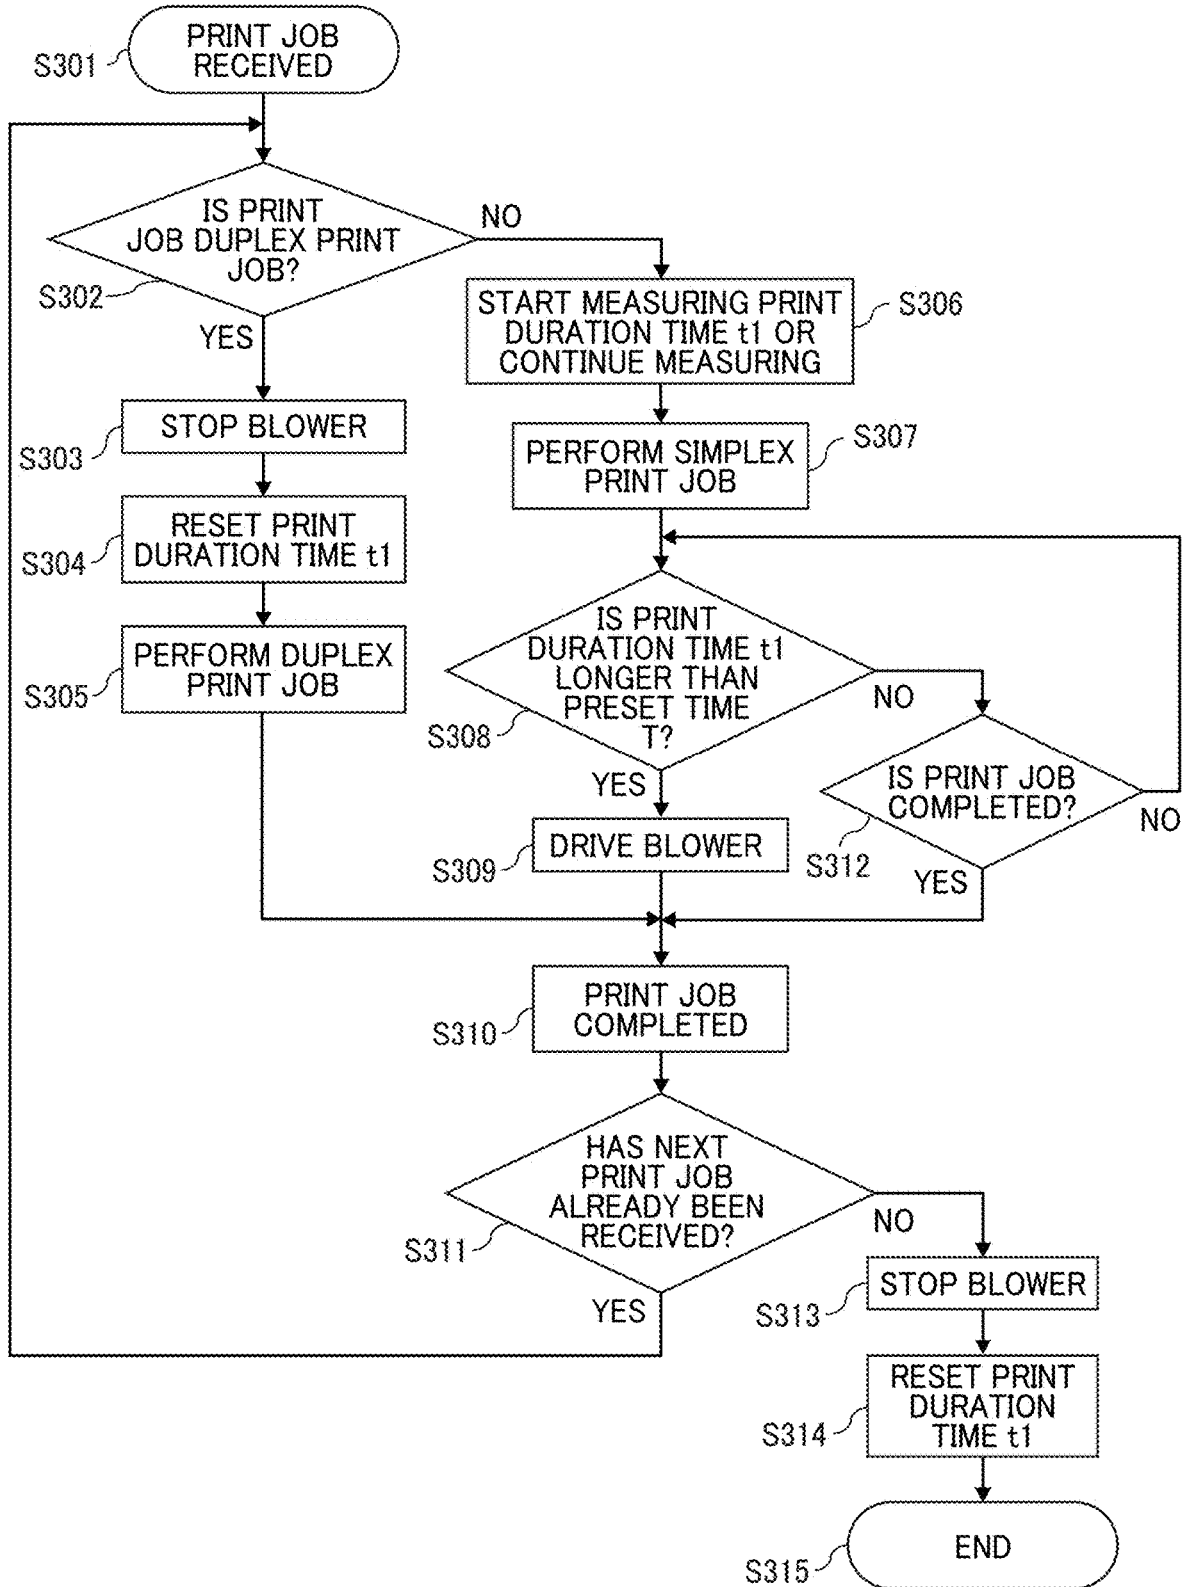 PRINT JOB
RECEIVED
S301
IS PRINT
JOB DUPLEX PRINT
JOB?
S302
NO
YES
STOP BLOWER
S303
RESET PRINT
DURATION TIME t1
S304
PERFORM DUPLEX
PRINT JOB
S305
START MEASURING PRINT
DURATION TIME t1 OR
CONTINUE MEASURING
S306
PERFORM SIMPLEX
PRINT JOB
S307
IS PRINT
DURATION TIME t1
LONGER THAN
PRESET TIME
T?
S308
NO
YES
IS PRINT JOB
COMPLETED?
S312
NO
YES
DRIVE BLOWER
S309
PRINT JOB
COMPLETED
S310
HAS NEXT
PRINT JOB
ALREADY BEEN
RECEIVED?
S311
NO
YES
STOP BLOWER
S313
RESET PRINT
DURATION
TIME t1
S314
END
S315